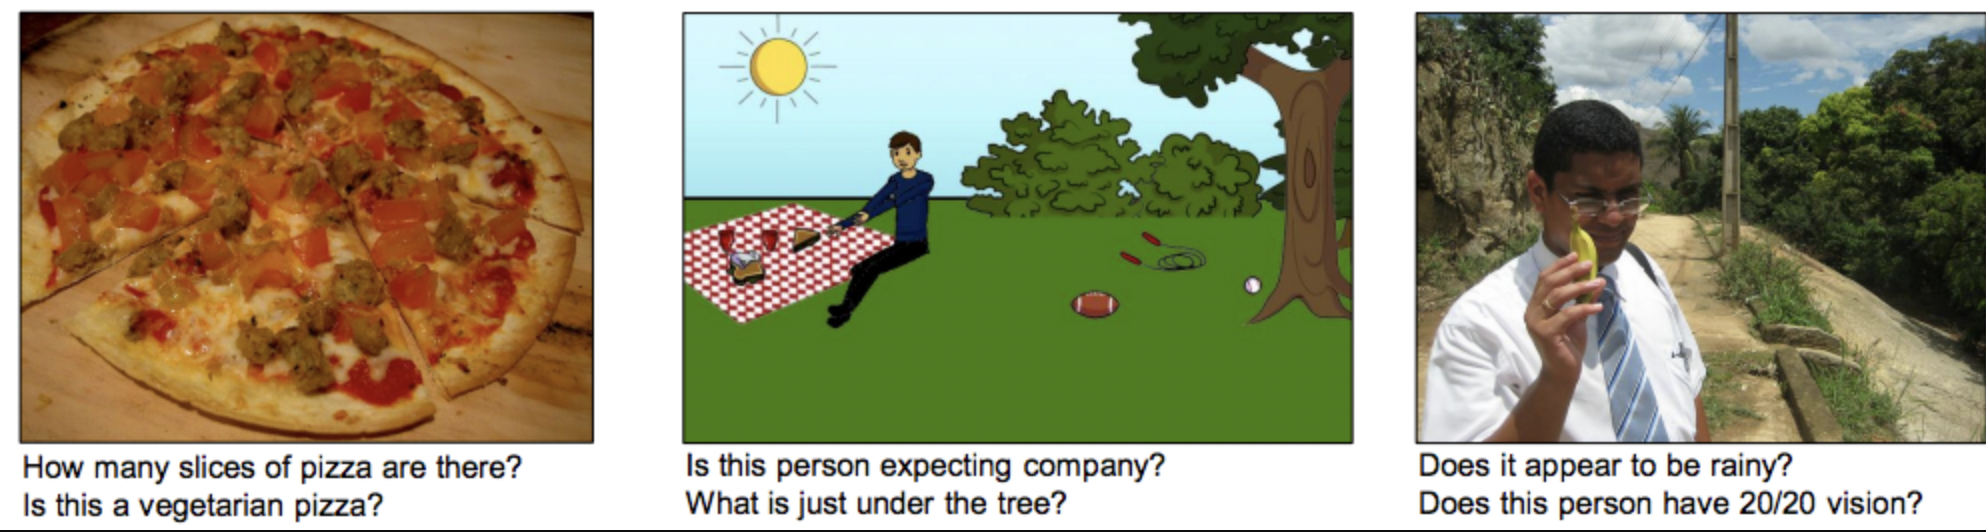 How many slices of pizza are there?
Is this a vegetarian pizza?
Is this person expecting company?
What is just under the tree?
Does it appear to be rainy?
Does this person have 20/20 vision?